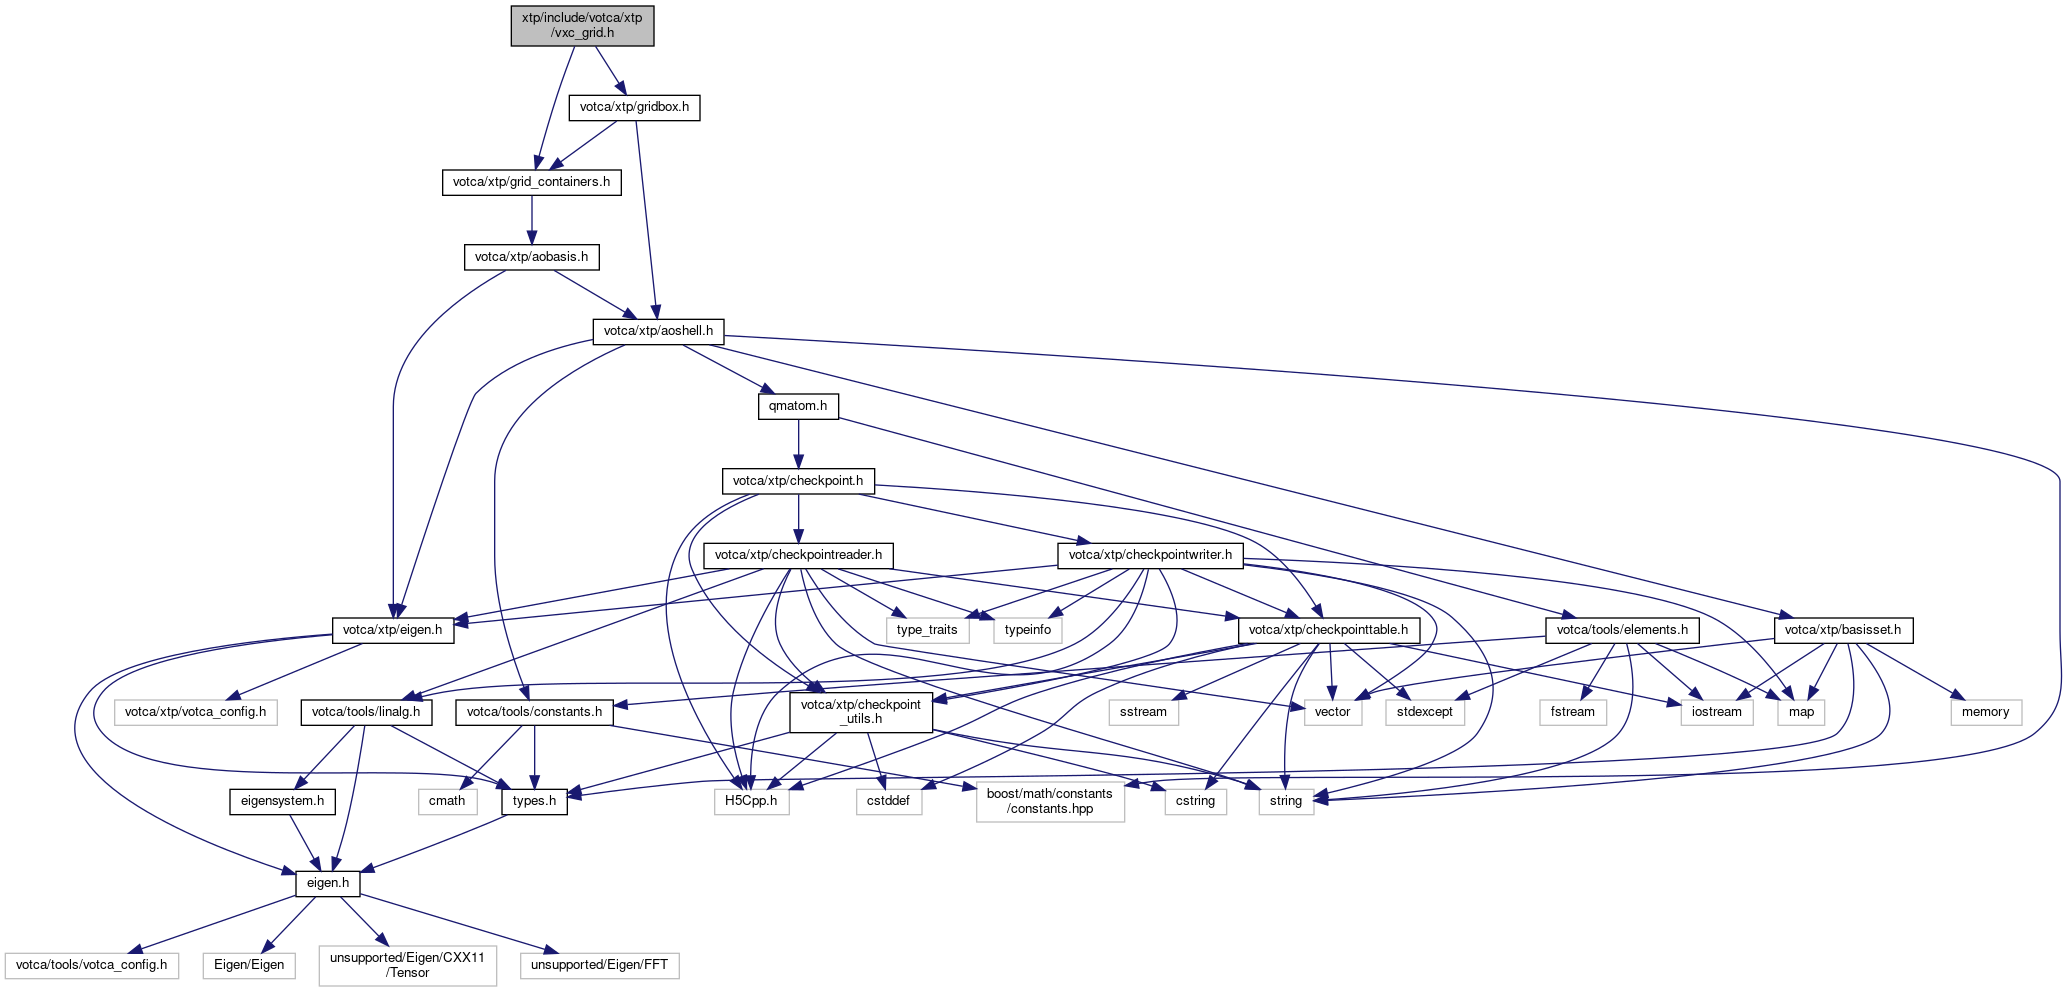 xtp/include/votca/xtp
/vxc_grid.h
votca/xtp/gridbox.h
votca/xtp/grid_containers.h
votca/xtp/aobasis.h
votca/xtp/aoshell.h
qmatom.h
votca/xtp/checkpoint.h
votca/xtp/checkpointreader.h
votca/xtp/checkpointwriter.h
votca/xtp/eigen.h
type_traits
typeinfo
votca/xtp/checkpointtable.h
votca/tools/elements.h
votca/xtp/basisset.h
votca/xtp/votca_config.h
votca/tools/linalg.h
votca/tools/constants.h
votca/xtp/checkpoint
_utils.h
sstream
vector
stdexcept
fstream
iostream
map
memory
eigensystem.h
cmath
types.h
H5Cpp.h
cstddef
boost/math/constants
/constants.hpp
cstring
string
eigen.h
votca/tools/votca_config.h
Eigen/Eigen
unsupported/Eigen/CXX11
/Tensor
unsupported/Eigen/FFT